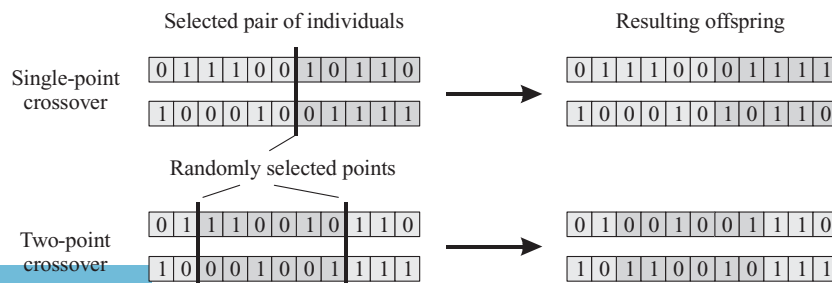 Selected pair of individuals Resulting offspring
Single-point
crossover
0 1 1 1 0 0 1 0 1 1 0 0 1 1 1 0 0 0 1 1 1 1
1 0 0 0 1 0 0 1 1 1 1 1 0 0 0 1 0 1 0 1 1 0
Randomly selected points
Two-point
crossover
0 1 1 1 0 0 1 0 1 1 0 0 1 0 0 1 0 0 1 1 1 0
1 0 0 0 1 0 0 1 1 1 1 1 0 1 1 0 0 1 0 1 1 1